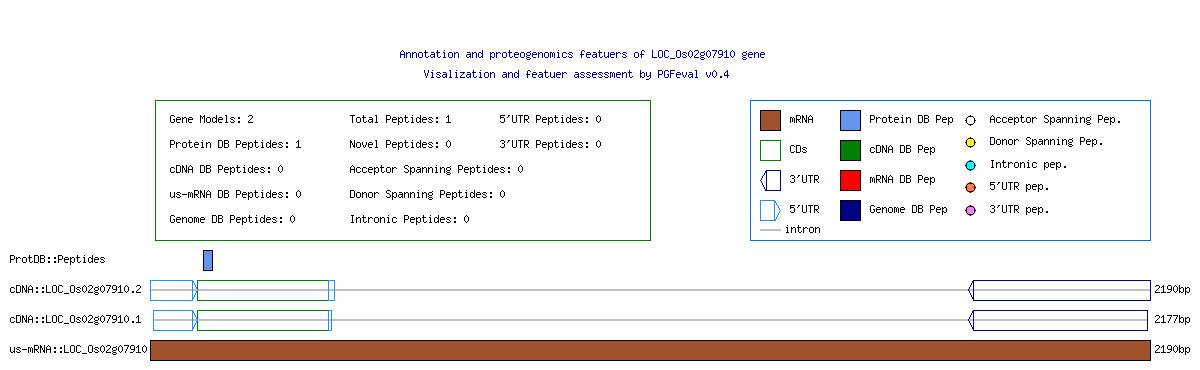 Annotation and proteogenomics featuers of LOC_Os02g07910 gene
Visalization and featuer assessment by PGFeval v0.4
Gene Models: 2 Total Peptides: 1 5'UTR Peptides: 0
Protein DB Peptides: 1 Novel Peptides: 0 3'UTR Peptides: 0
cDNA DB Peptides: 0 Acceptor Spanning Peptides: 0
us-mRNA DB Peptides: 0 Donor Spanning Peptides: 0
Genome DB Peptides: 0 Intronic Peptides: 0
mRNA Protein DB Pep Acceptor Spanning Pep.
CDs cDNA DB Pep Donor Spanning Pep.
3'UTR mRNA DB Pep Intronic pep.
5'UTR Genome DB Pep 5'UTR pep.
3'UTR pep.
intron
ProtDB::Peptides
cDNA::LOC_Os02g07910.2 2190bp
cDNA::LOC_Os02g07910.1 2177bp
us-mRNA::LOC_Os02g07910 2190bp